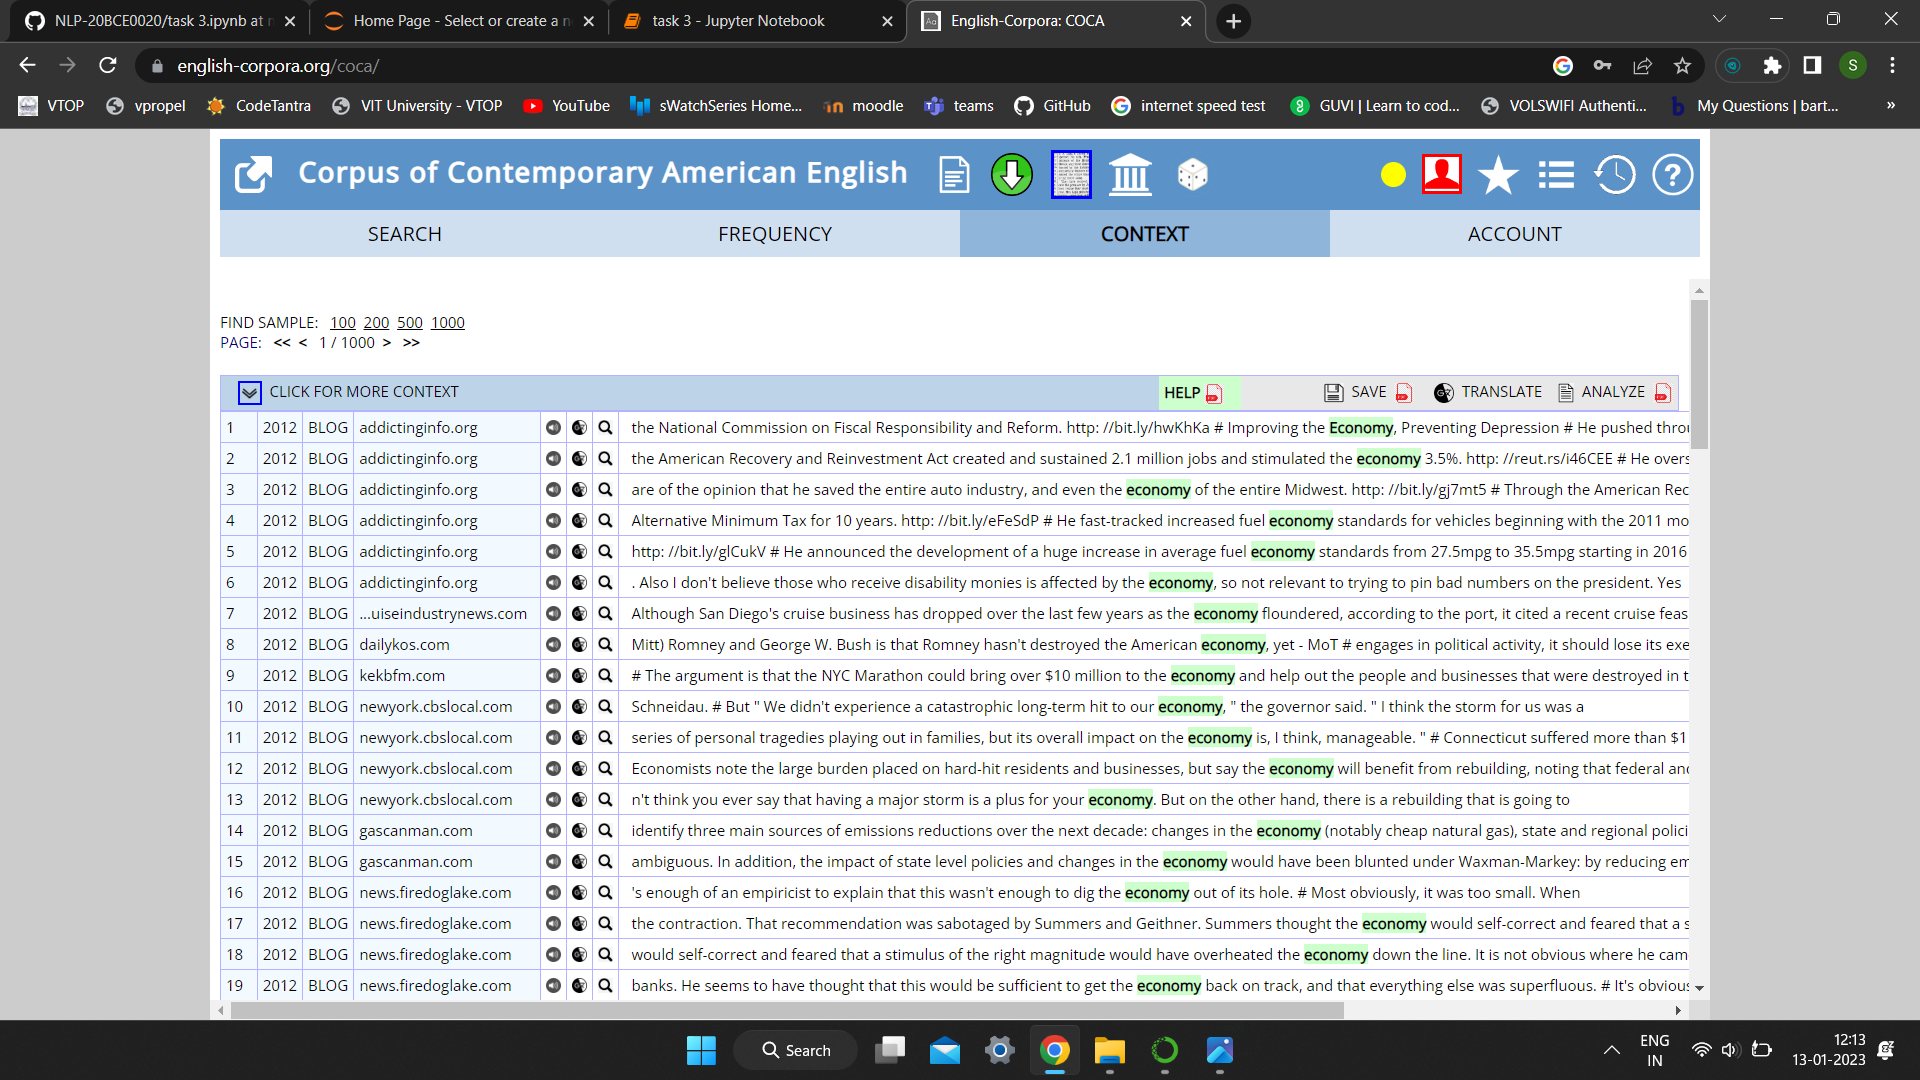 NLP-20BCE0020/task 3.ipynb at
Home Page - Select or create a n
task 3 - Jupyter Notebook
English-Corpora: COCA
english-corpora.org/coca/
S
VTOP
vpropel
CodeTantra
VIT University - VTOP
YouTube
sWatchSeries Home...
moodle
teams
GitHub
internet speed test
GUVI | Learn to cod...
VOLSWIFI Authenti...
My Questions | bart...
»
Corpus of Contemporary American English
SEARCH FREQUENCY CONTEXT ACCOUNT
FIND SAMPLE: 100 200 500 1000
PAGE: << < 1 / 1000 > >>
CLICK FOR MORE CONTEXT HELP SAVE TRANSLATE ANALYZE
1 2012 BLOG addictinginfo.org the National Commission on Fiscal Responsibility and Reform. http: //bit.ly/hwKhKa # Improving the Economy, Preventing Depression # He pushed throu
2 2012 BLOG addictinginfo.org the American Recovery and Reinvestment Act created and sustained 2.1 million jobs and stimulated the economy 3.5%. http: //reut.rs/i46CEE # He overs
3 2012 BLOG addictinginfo.org are of the opinion that he saved the entire auto industry, and even the economy of the entire Midwest. http: //bit.ly/gj7mt5 # Through the American Rec
4 2012 BLOG addictinginfo.org Alternative Minimum Tax for 10 years. http: //bit.ly/eFeSdP # He fast-tracked increased fuel economy standards for vehicles beginning with the 2011 mo
5 2012 BLOG addictinginfo.org http: //bit.ly/glCukV # He announced the development of a huge increase in average fuel economy standards from 27.5mpg to 35.5mpg starting in 2016
6 2012 BLOG addictinginfo.org . Also I don't believe those who receive disability monies is affected by the economy, so not relevant to trying to pin bad numbers on the president. Yes
7 2012 BLOG ...uiseindustrynews.com Although San Diego's cruise business has dropped over the last few years as the economy floundered, according to the port, it cited a recent cruise feas
8 2012 BLOG dailykos.com Mitt) Romney and George W. Bush is that Romney hasn't destroyed the American economy, yet - MoT # engages in political activity, it should lose its exe
9 2012 BLOG kekbfm.com # The argument is that the NYC Marathon could bring over $10 million to the economy and help out the people and businesses that were destroyed in t
10 2012 BLOG newyork.cbslocal.com Schneidau. # But " We didn't experience a catastrophic long-term hit to our economy, " the governor said. " I think the storm for us was a
11 2012 BLOG newyork.cbslocal.com series of personal tragedies playing out in families, but its overall impact on the economy is, I think, manageable. " # Connecticut suffered more than $1
12 2012 BLOG newyork.cbslocal.com Economists note the large burden placed on hard-hit residents and businesses, but say the economy will benefit from rebuilding, noting that federal and
13 2012 BLOG newyork.cbslocal.com n't think you ever say that having a major storm is a plus for your economy. But on the other hand, there is a rebuilding that is going to
14 2012 BLOG gascanman.com identify three main sources of emissions reductions over the next decade: changes in the economy (notably cheap natural gas), state and regional polici
15 2012 BLOG gascanman.com ambiguous. In addition, the impact of state level policies and changes in the economy would have been blunted under Waxman-Markey: by reducing em
16 2012 BLOG news.firedoglake.com 's enough of an empiricist to explain that this wasn't enough to dig the economy out of its hole. # Most obviously, it was too small. When
17 2012 BLOG news.firedoglake.com the contraction. That recommendation was sabotaged by Summers and Geithner. Summers thought the economy would self-correct and feared that a s
18 2012 BLOG news.firedoglake.com would self-correct and feared that a stimulus of the right magnitude would have overheated the economy down the line. It is not obvious where he cam
19 2012 BLOG news.firedoglake.com banks. He seems to have thought that this would be sufficient to get the economy back on track, and that everything else was superfluous. # It's obvious
Search
ENG
IN
12:13
13-01-2023